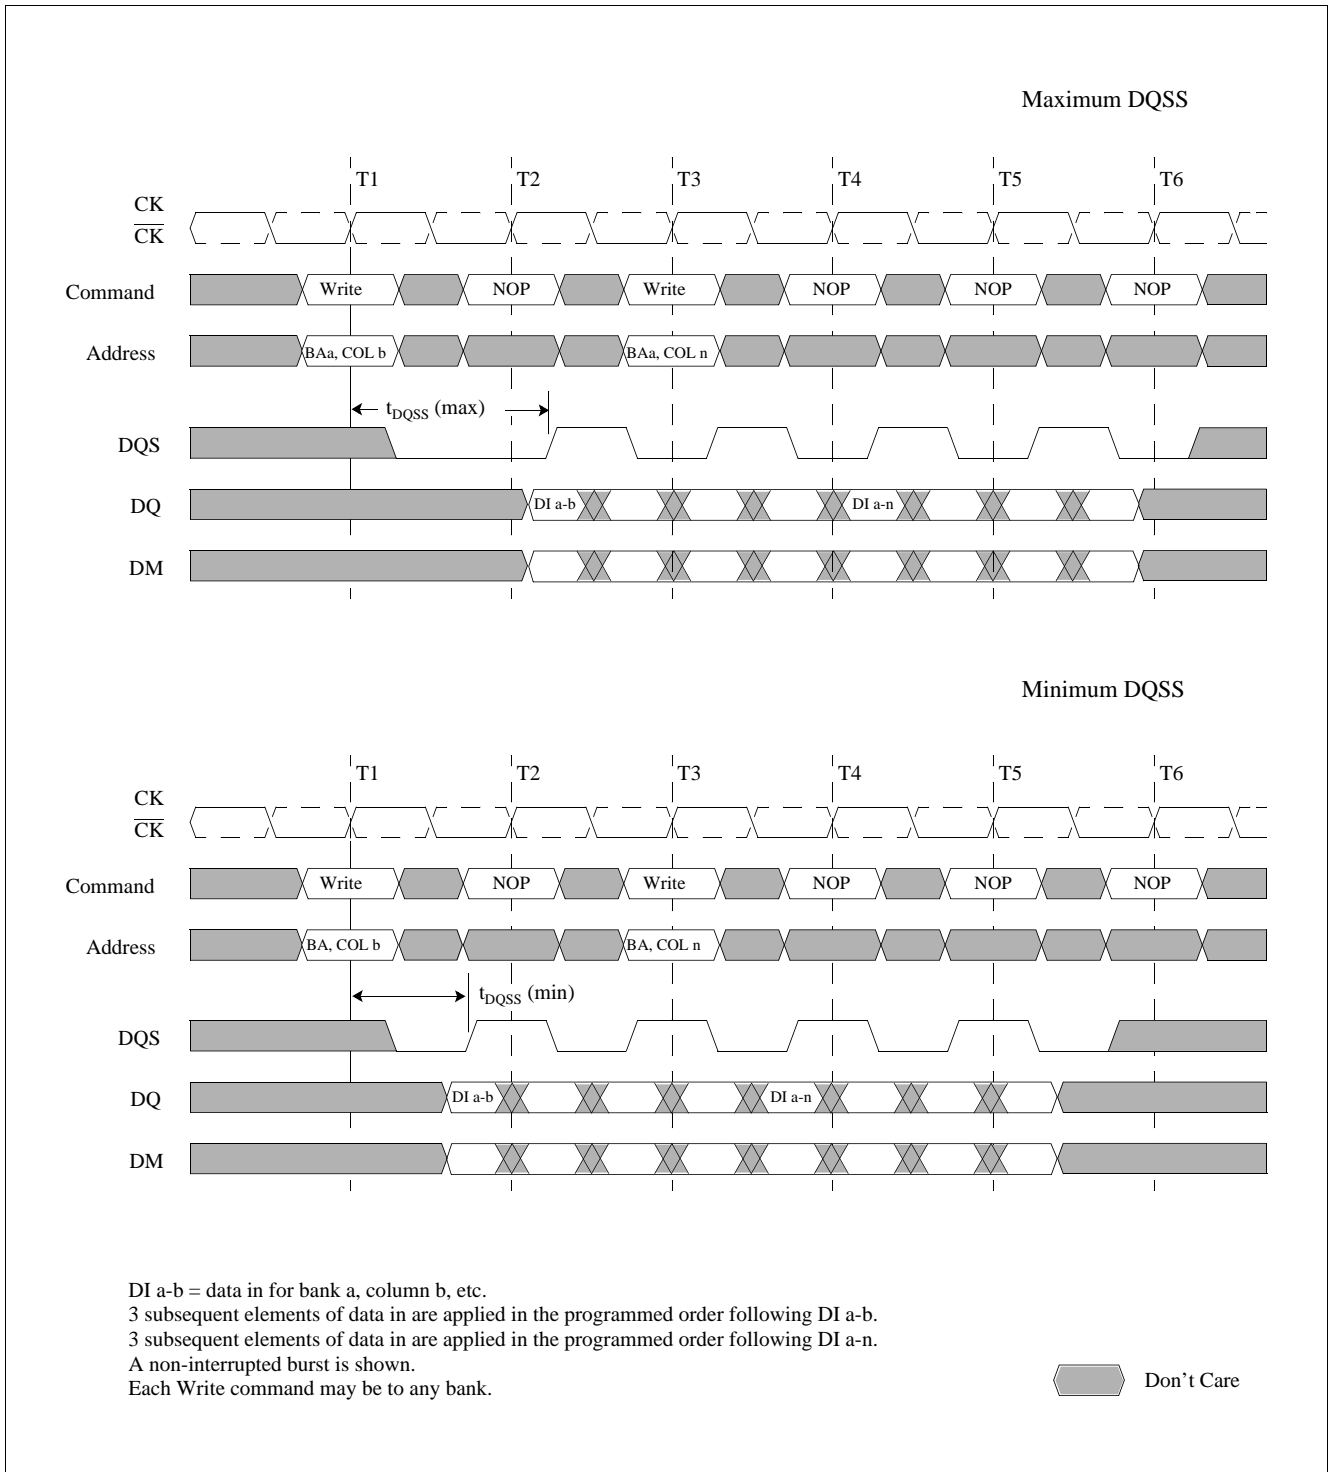 Maximum DQSS
T1 T2 T3 T4 T5 T6
CK
CK
Command Write NOP Write NOP NOP NOP
Address BAa, COL b BAa, COL n
tDQSS (max)
DQS
DQ DI a-b DI a-n
DM
Minimum DQSS
T1 T2 T3 T4 T5 T6
CK
CK
Command Write NOP Write NOP NOP NOP
Address BA, COL b BA, COL n
tDQSS (min)
DQS
DQ DI a-b DI a-n
DM
DI a-b = data in for bank a, column b, etc.
3 subsequent elements of data in are applied in the programmed order following DI a-b.
3 subsequent elements of data in are applied in the programmed order following DI a-n.
A non-interrupted burst is shown.
Each Write command may be to any bank.
Don't Care